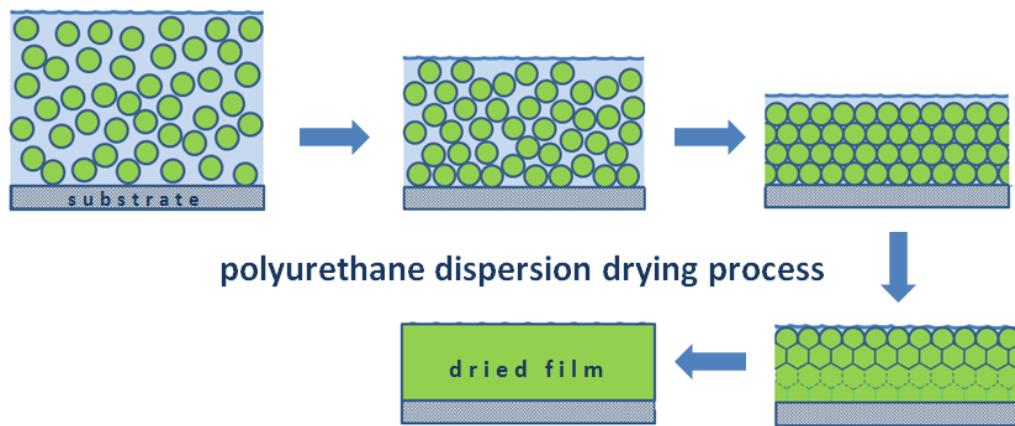 substrate
polyurethane dispersion drying process
dried film